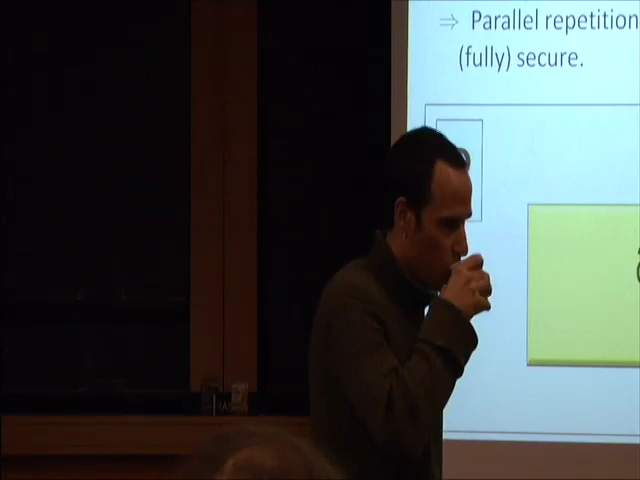 ⇒ Parallel repetition
(fully) secure.